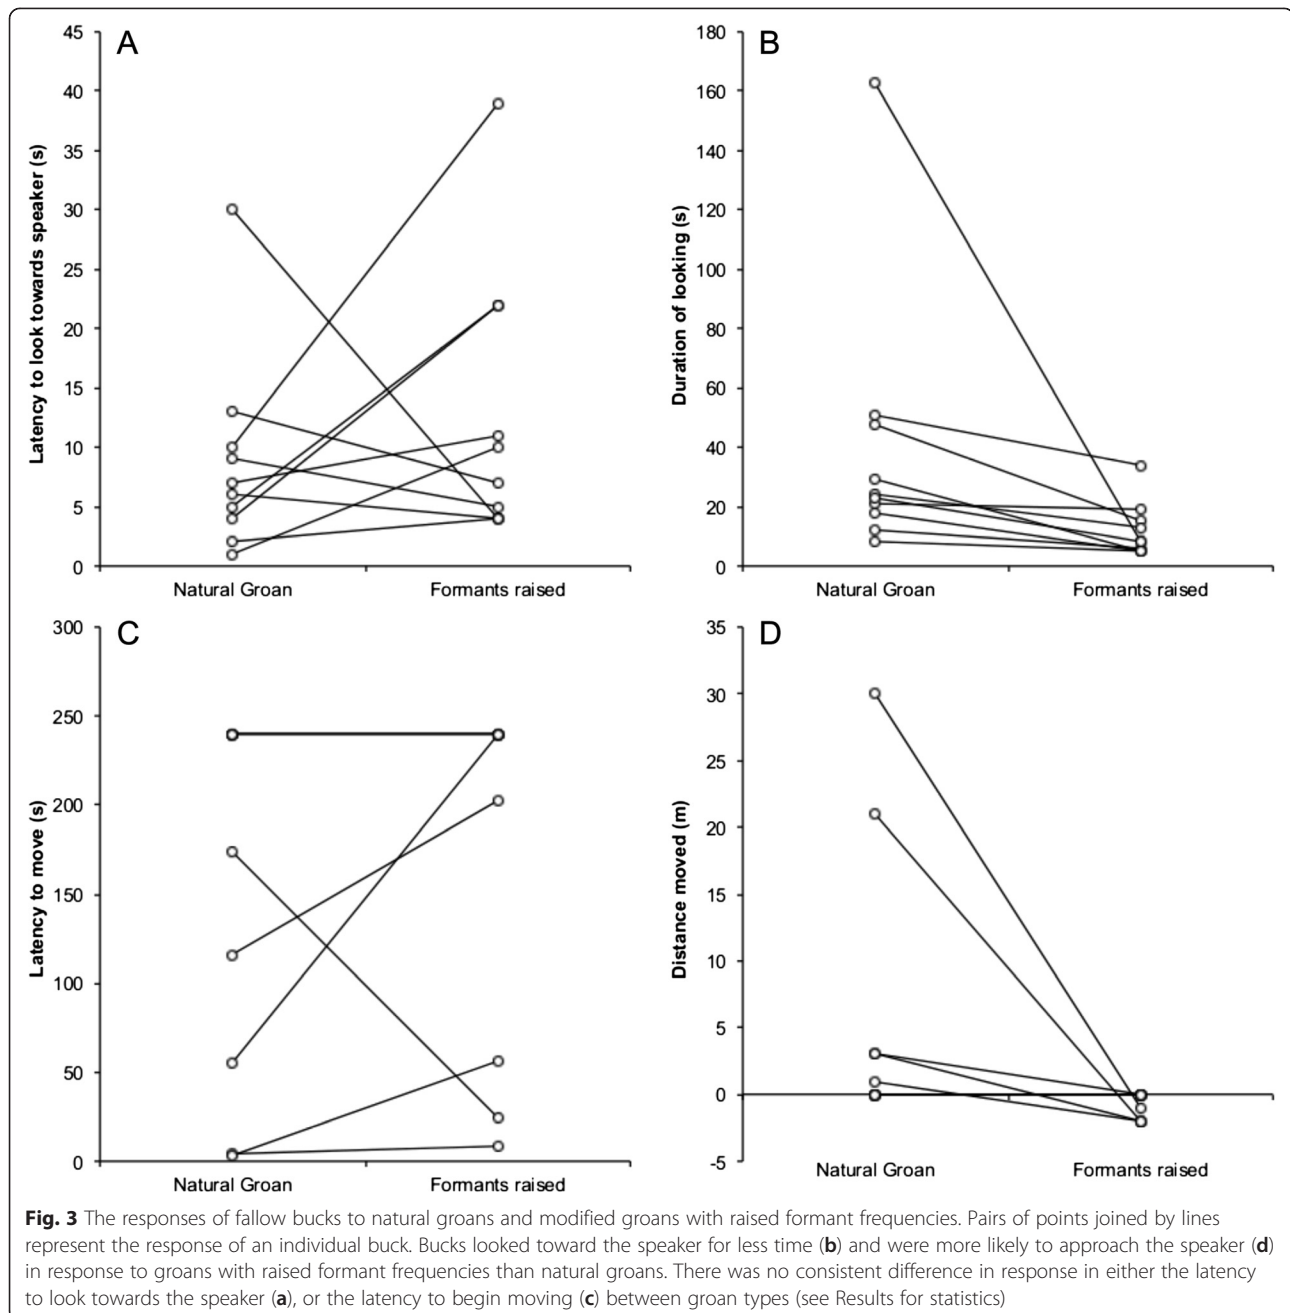 A
45
40
35
30
25
20
15
10
5
0
Latency to look towards speaker (s)
Natural Groan
Formants raised
B
180
160
140
120
100
80
60
40
20
0
Duration of looking (s)
Natural Groan
Formants raised
C
300
250
200
150
100
50
0
Latency to move (s)
Natural Groan
Formants raised
D
35
30
25
20
15
10
5
0
-5
Distance moved (m)
Natural Groan
Formants raised
Fig. 3 The responses of fallow bucks to natural groans and modified groans with raised formant frequencies. Pairs of points joined by lines
represent the response of an individual buck. Bucks looked toward the speaker for less time (b) and were more likely to approach the speaker (d)
in response to groans with raised formant frequencies than natural groans. There was no consistent difference in response in either the latency
to look towards the speaker (a), or the latency to begin moving (c) between groan types (see Results for statistics)